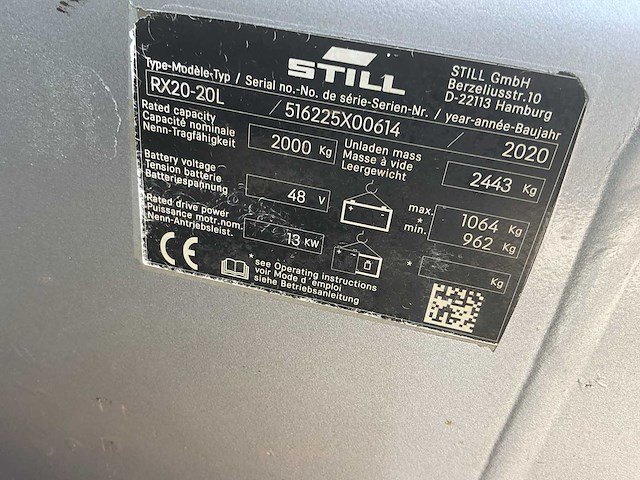 STILL
STILL GmbH
Berzeliusstr.10
D-22113 Hamburg
Type-Modèle-Typ / Serial no.-No. de série-Serien-Nr. / year-année-Baujahr
RX20-20L / 516225X00614 / 2020
Rated capacity
Capacité nominale
Nenn-Tragfähigkeit
2000 Kg
Unladen mass
Masse à vide
Leergewicht
2443 Kg
Battery voltage
Tension batterie
Batteriespannung
48 V
max. 1064 Kg
* min. 962 Kg
Rated drive power
Puissance motr.nom.
Nenn-Antriebsleist.
13 KW
* Kg
CE
* see Operating instructions
voir Mode d'emploi
siehe Betriebsanleitung